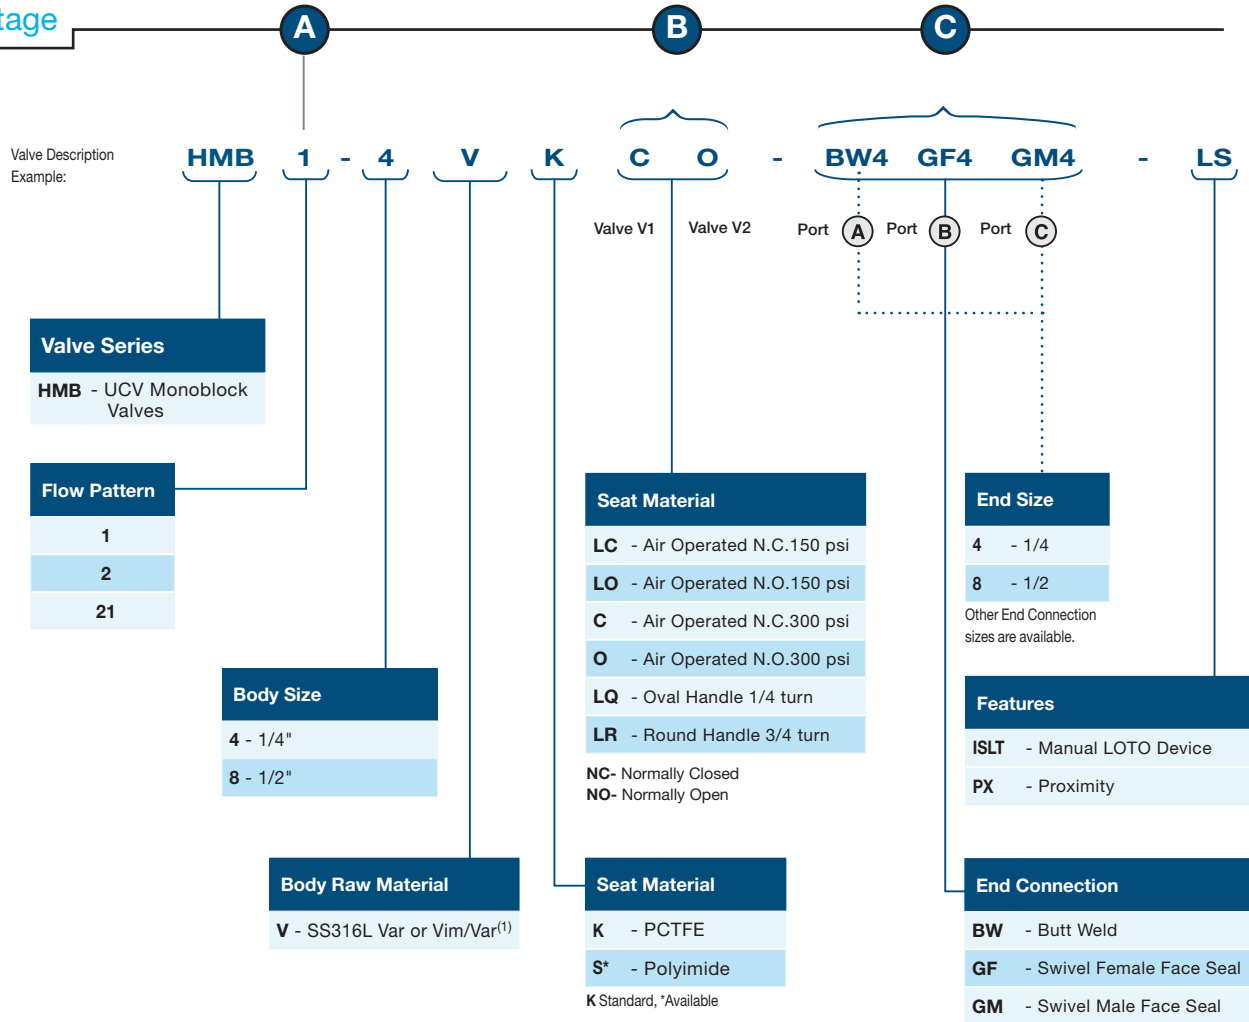 tage
A
B
C
Valve Description
Example:
HMB 1 - 4 V K C O - BW4 GF4 GM4 - LS
Valve V1 Valve V2 Port A Port B Port C
Valve Series
HMB - UCV Monoblock
Valves
Flow Pattern
1
2
21
Body Size
4 - 1/4"
8 - 1/2"
Body Raw Material
V - SS316L Var or Vim/Var(1)
Seat Material
LC - Air Operated N.C.150 psi
LO - Air Operated N.O.150 psi
C - Air Operated N.C.300 psi
O - Air Operated N.O.300 psi
LQ - Oval Handle 1/4 turn
LR - Round Handle 3/4 turn
NC- Normally Closed
NO- Normally Open
Seat Material
K - PCTFE
S* - Polyimide
K Standard, *Available
End Size
4 - 1/4
8 - 1/2
Other End Connection
sizes are available.
Features
ISLT - Manual LOTO Device
PX - Proximity
End Connection
BW - Butt Weld
GF - Swivel Female Face Seal
GM - Swivel Male Face Seal